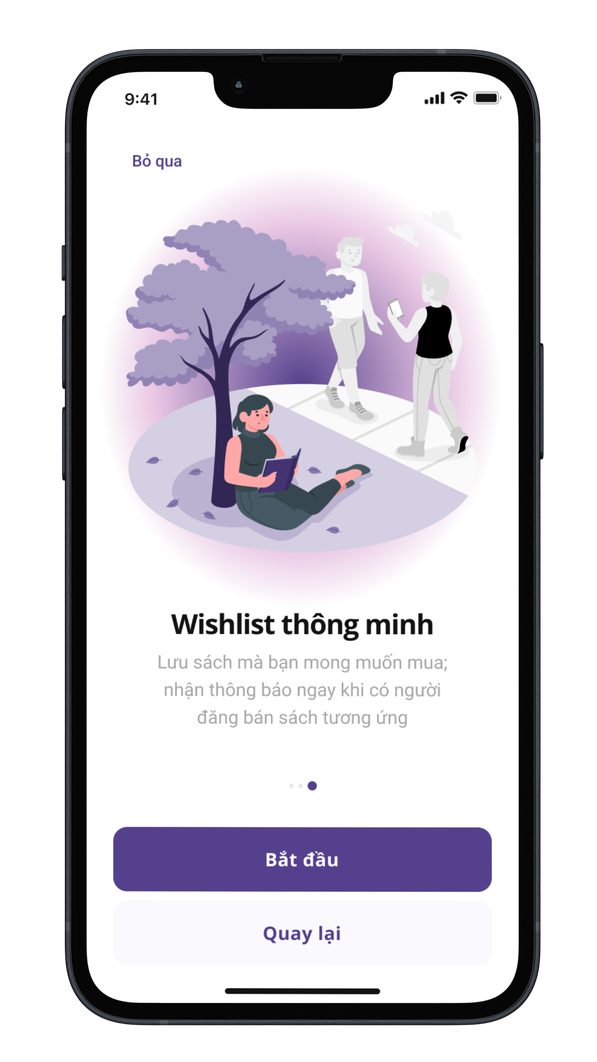 9:41
Bỏ qua
Wishlist thông minh
Lưu sách mà bạn mong muốn mua;
nhận thông báo ngay khi có người
đăng bán sách tương ứng
Bắt đầu
Quay lại